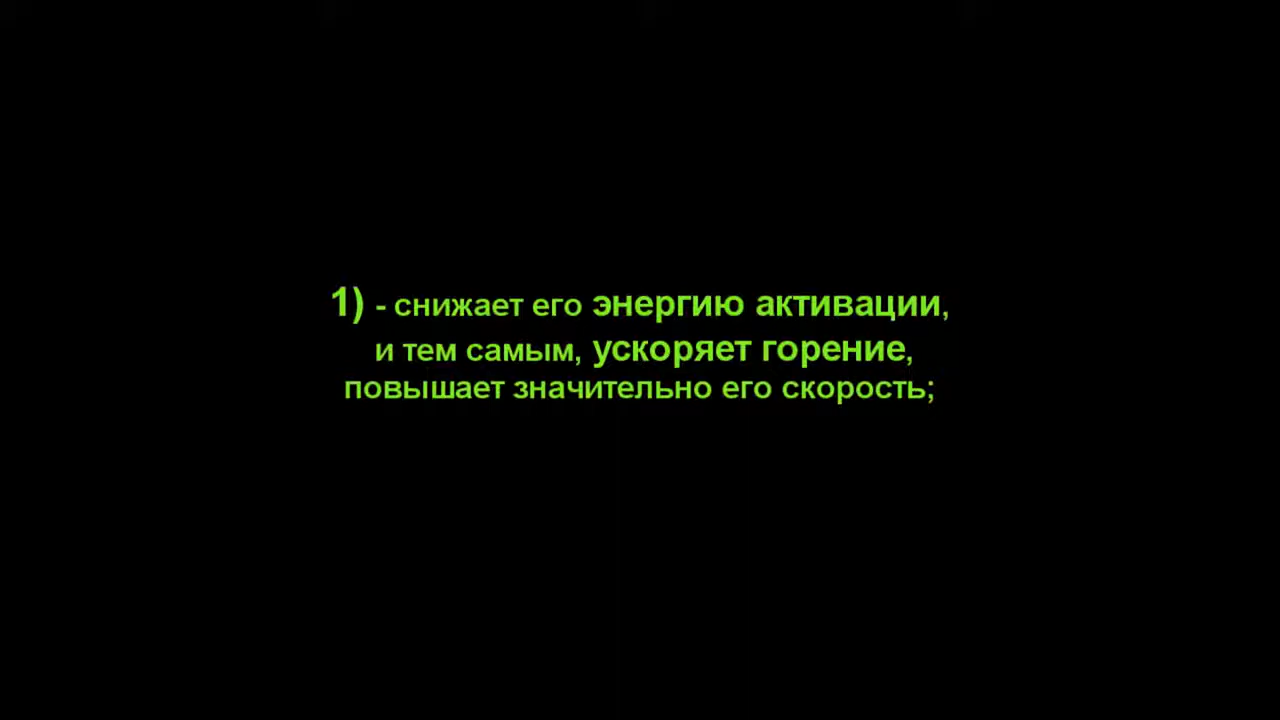 1) - снижает его энергию активации,
и тем самым, ускоряет горение,
повышает значительно его скорость;